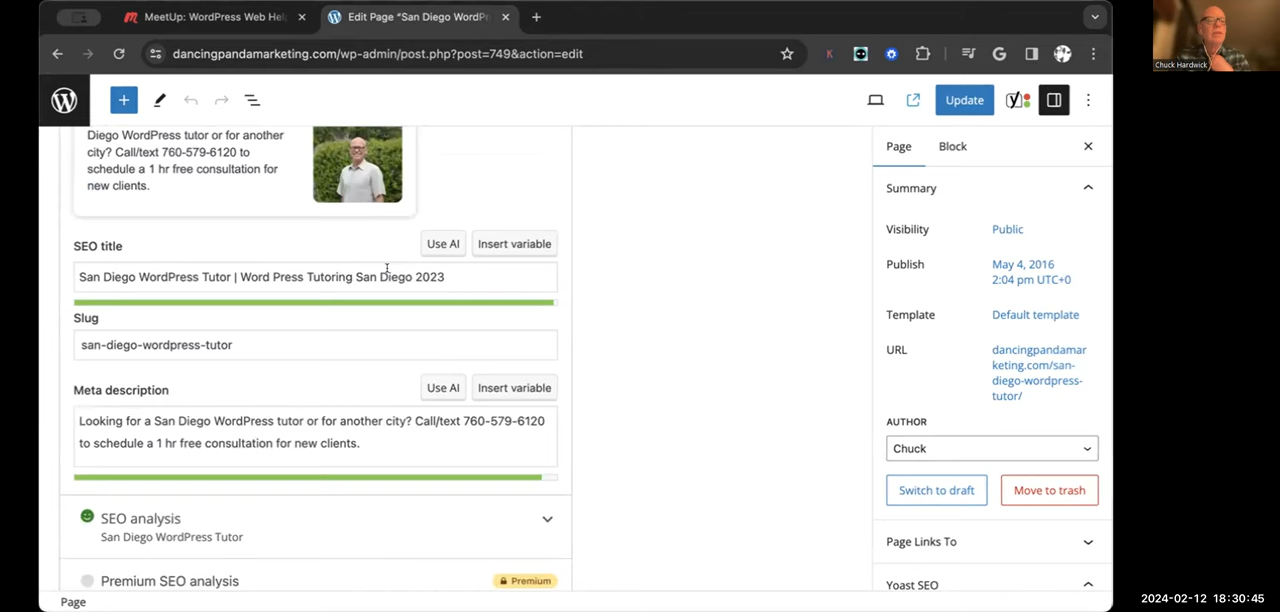 MeetUp: WordPress Web Hel
Edit Page "San Diego WordPr
dancingpandamarketing.com/wp-admin/post.php?post=749&action=edit
Chuck Hardwick
Update
Diego WordPress tutor or for another
city? Call/text 760-579-6120 to
schedule a 1 hr free consultation for
new clients.
SEO title
Use AI
Insert variable
San Diego WordPress Tutor | Word Press Tutoring San Diego 2023
Slug
san-diego-wordpress-tutor
Meta description
Use AI
Insert variable
Looking for a San Diego WordPress tutor or for another city? Call/text 760-579-6120
to schedule a 1 hr free consultation for new clients.
SEO analysis
San Diego WordPress Tutor
Premium SEO analysis
Premium
Page
Page
Block
Summary
Visibility
Public
Publish
May 4, 2016
2:04 pm UTC+0
Template
Default template
URL
dancingpandamar
keting.com/san-
diego-wordpress-
tutor/
AUTHOR
Chuck
Switch to draft
Move to trash
Page Links To
Yoast SEO
2024-02-12 18:30:45